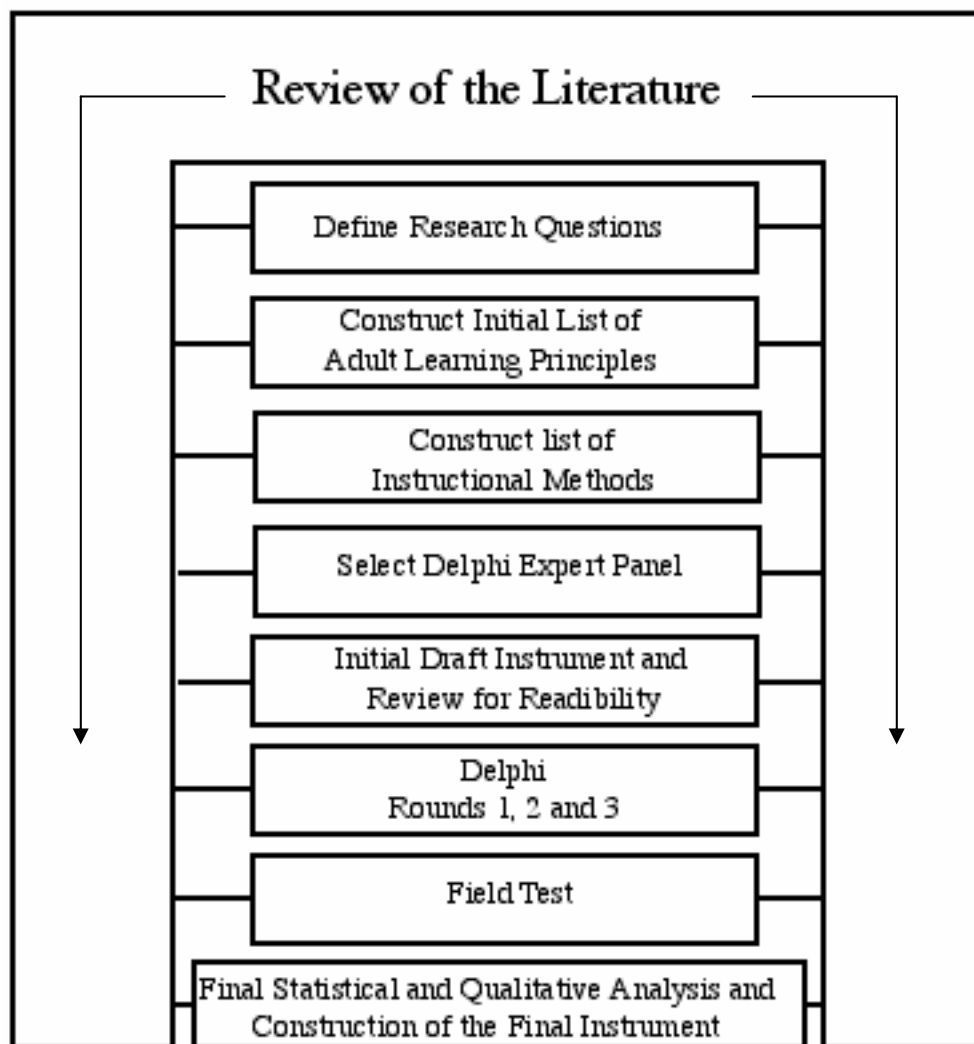 Review of the Literature
Define Research Questions
Construct Initial List of
Adult Learning Principles
Construct list of
Instructional Methods
Select Delphi Expert Panel
Initial Draft Instrument and
Review for Readibility
Delphi
Rounds 1, 2 and 3
Field Test
Final Statistical and Qualitative Analysis and
Construction of the Final Instrument